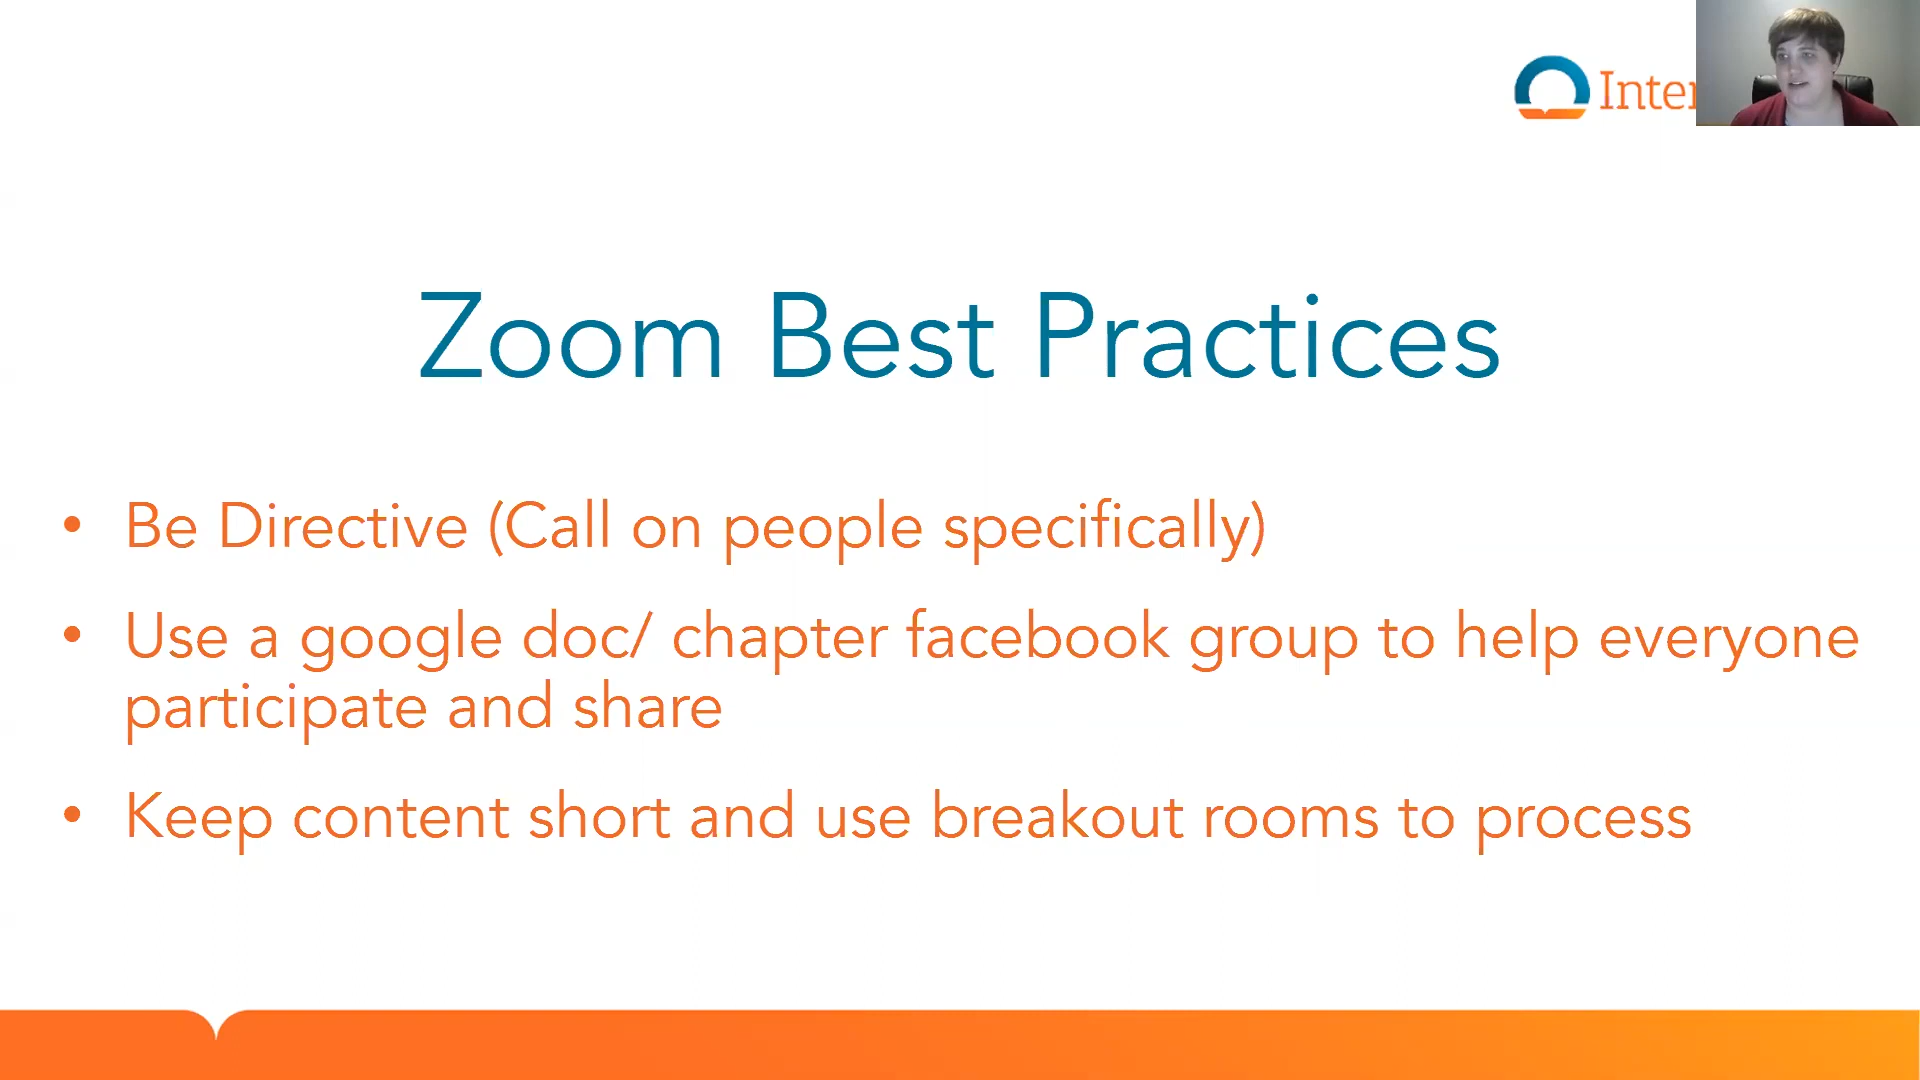 Inter
Zoom Best Practices
• Be Directive (Call on people specifically)
• Use a google doc/ chapter facebook group to help everyone
participate and share
• Keep content short and use breakout rooms to process